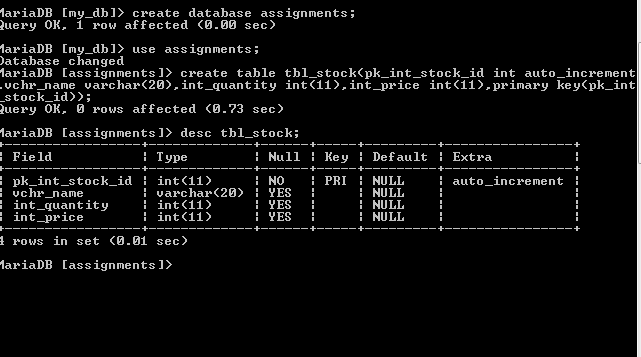 MariaDB [my_db]> create database assignments;
Query OK, 1 row affected (0.00 sec)
MariaDB [my_db]> use assignments;
Database changed
MariaDB [assignments]> create table tbl_stock(pk_int_stock_id int auto_increment
,vchr_name varchar(20),int_quantity int(11),int_price int(11),primary key(pk_int
_stock_id));
Query OK, 0 rows affected (0.73 sec)
MariaDB [assignments]> desc tbl_stock;
+-----------------+-------------+------+-----+---------+----------------+
| Field           | Type        | Null | Key | Default | Extra          |
+-----------------+-------------+------+-----+---------+----------------+
| pk_int_stock_id | int(11)     | NO   | PRI | NULL    | auto_increment |
| vchr_name       | varchar(20) | YES  |     | NULL    |                |
| int_quantity    | int(11)     | YES  |     | NULL    |                |
| int_price       | int(11)     | YES  |     | NULL    |                |
+-----------------+-------------+------+-----+---------+----------------+
4 rows in set (0.01 sec)
MariaDB [assignments]>